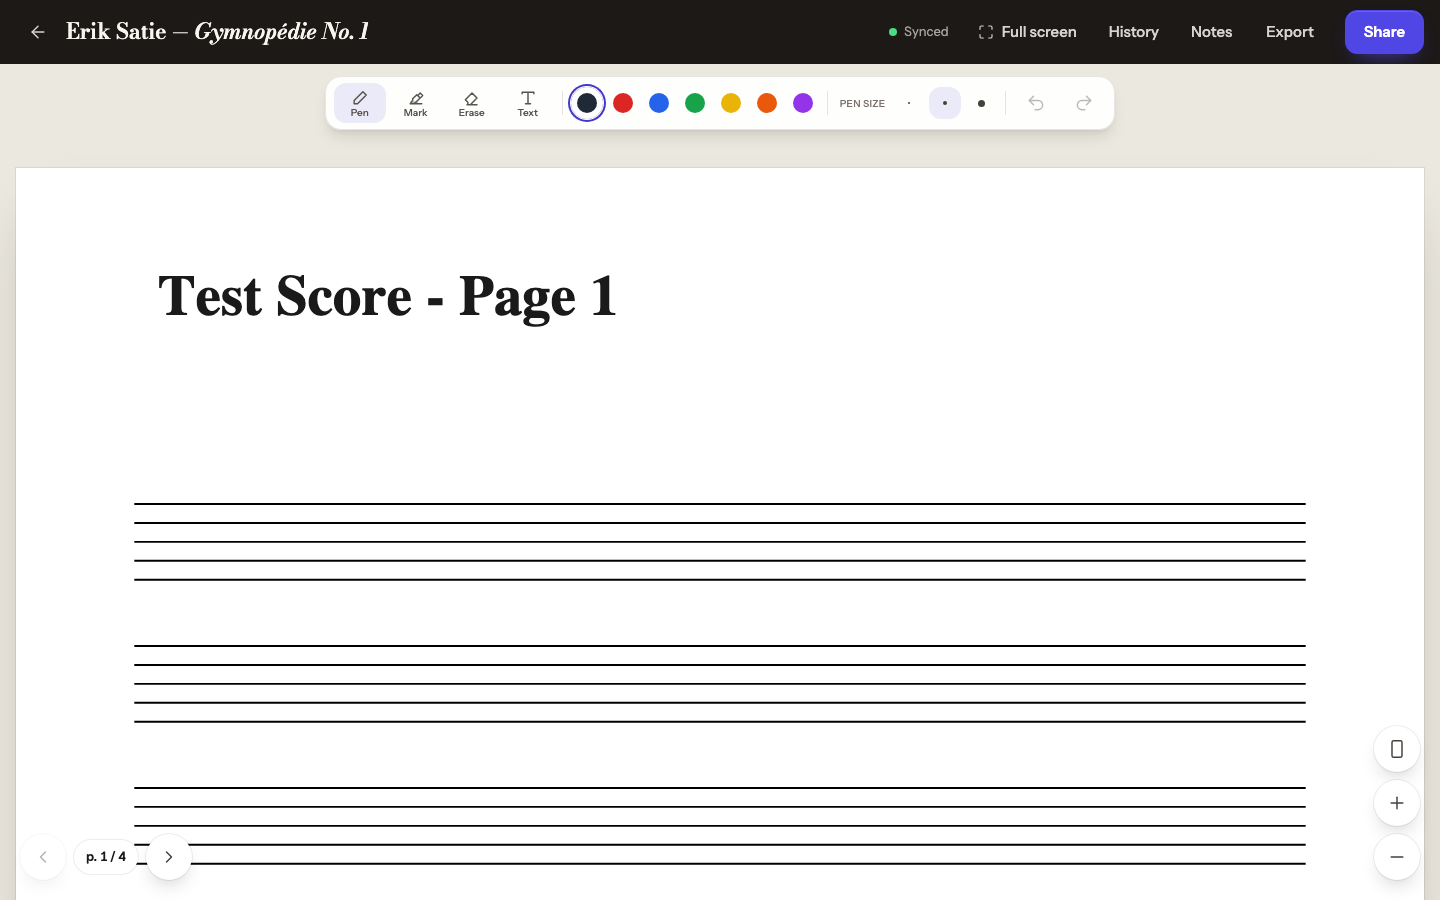 Erik Satie — Gymnopédie No. 1
Synced
Full screen
History
Notes
Export
Share
Pen
Mark
Erase
Text
PEN SIZE
Test Score - Page 1
p. 1 / 4